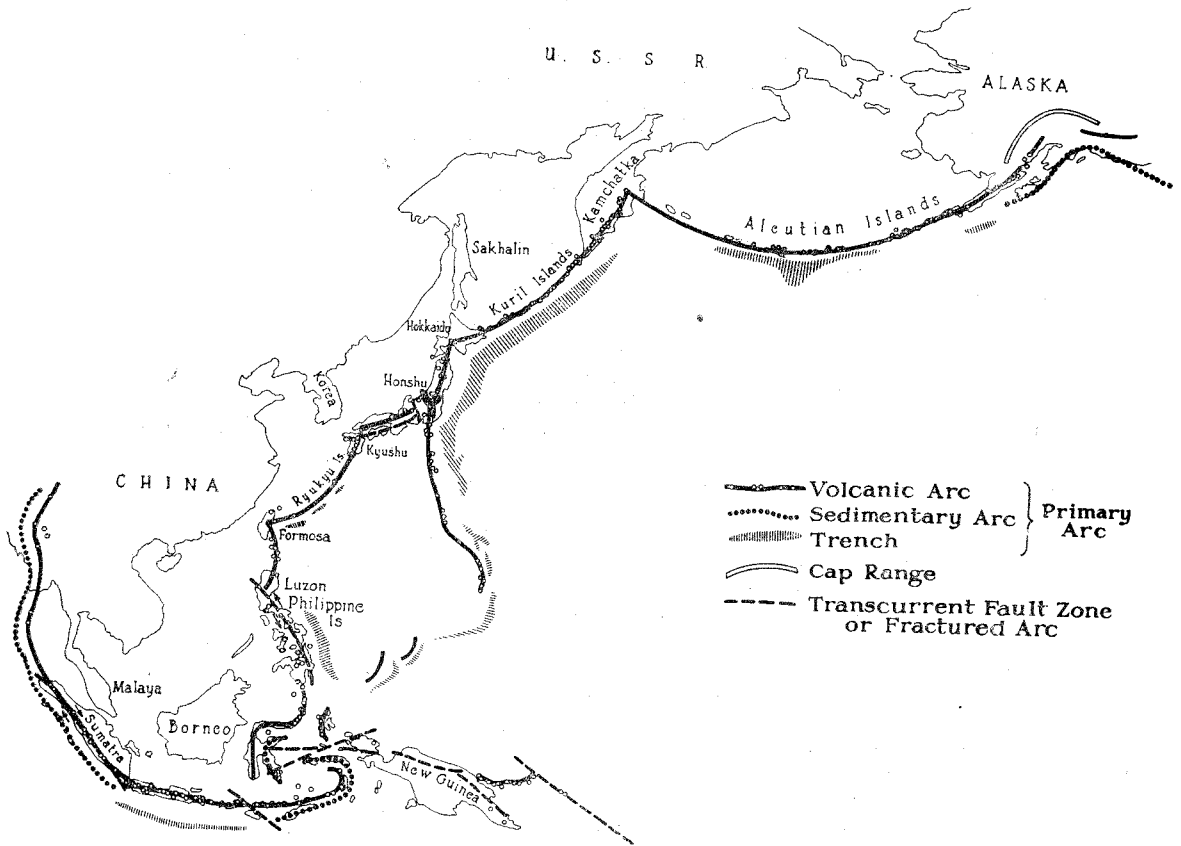 U. S. S R
ALASKA
Kamchatka
Aleutian Islands
Sakhalin
Kuril Islands
Hokkaido
Honshu
Korea
Kyushu
Ryukyu Is
CHINA
Formosa
Luzon
Philippine
Is
Malaya
Sumatra
Borneo
New Guinea
Volcanic Arc
Sedimentary Arc
Trench
Primary
Arc
Cap Range
Transcurrent Fault Zone
or Fractured Arc